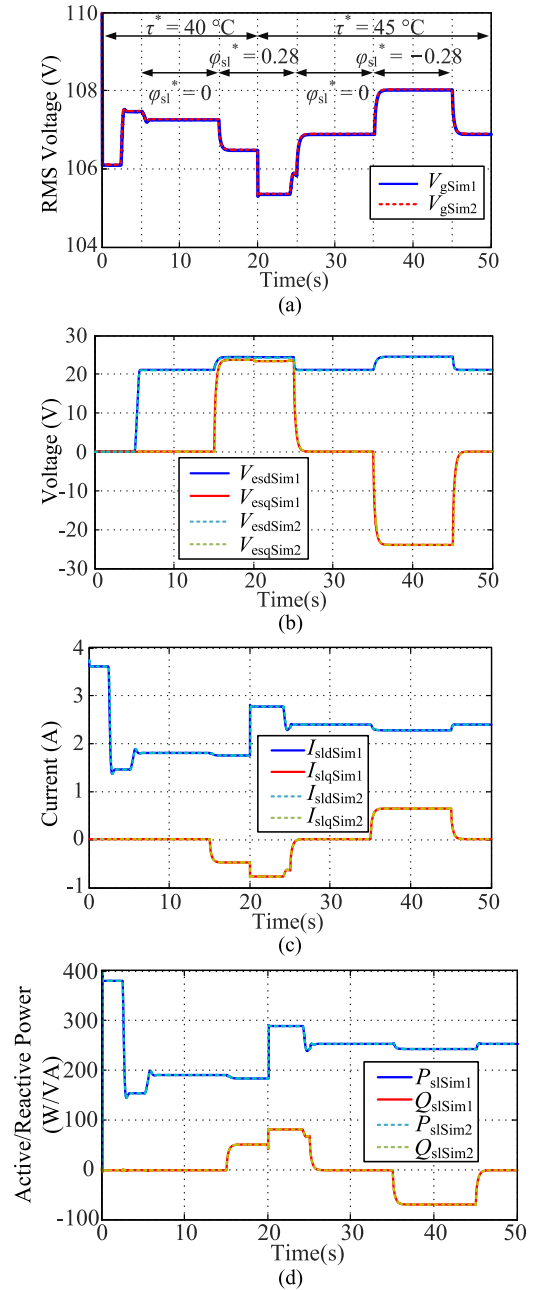 110
108
106
104
RMS Voltage (V)
τ* = 40 °C
τ* = 45 °C
φsl* = 0.28
φsl* = −0.28
φsl* = 0
φsl* = 0
VgSim1
VgSim2
0 10 20 30 40 50
Time(s)
(a)
30
20
10
0
-10
-20
-30
Voltage (V)
VesdSim1
VesqSim1
VesdSim2
VesqSim2
0 10 20 30 40 50
Time(s)
(b)
4
3
2
1
0
-1
Current (A)
IsldSim1
IslqSim1
IsldSim2
IslqSim2
0 10 20 30 40 50
Time(s)
(c)
400
300
200
100
0
-100
Active/Reactive Power
(W/VA)
PslSim1
QslSim1
PslSim2
QslSim2
0 10 20 30 40 50
Time(s)
(d)